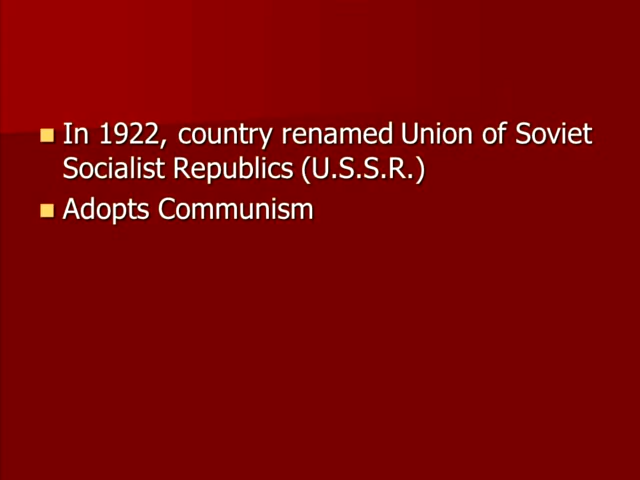 In 1922, country renamed Union of Soviet
Socialist Republics (U.S.S.R.)
Adopts Communism